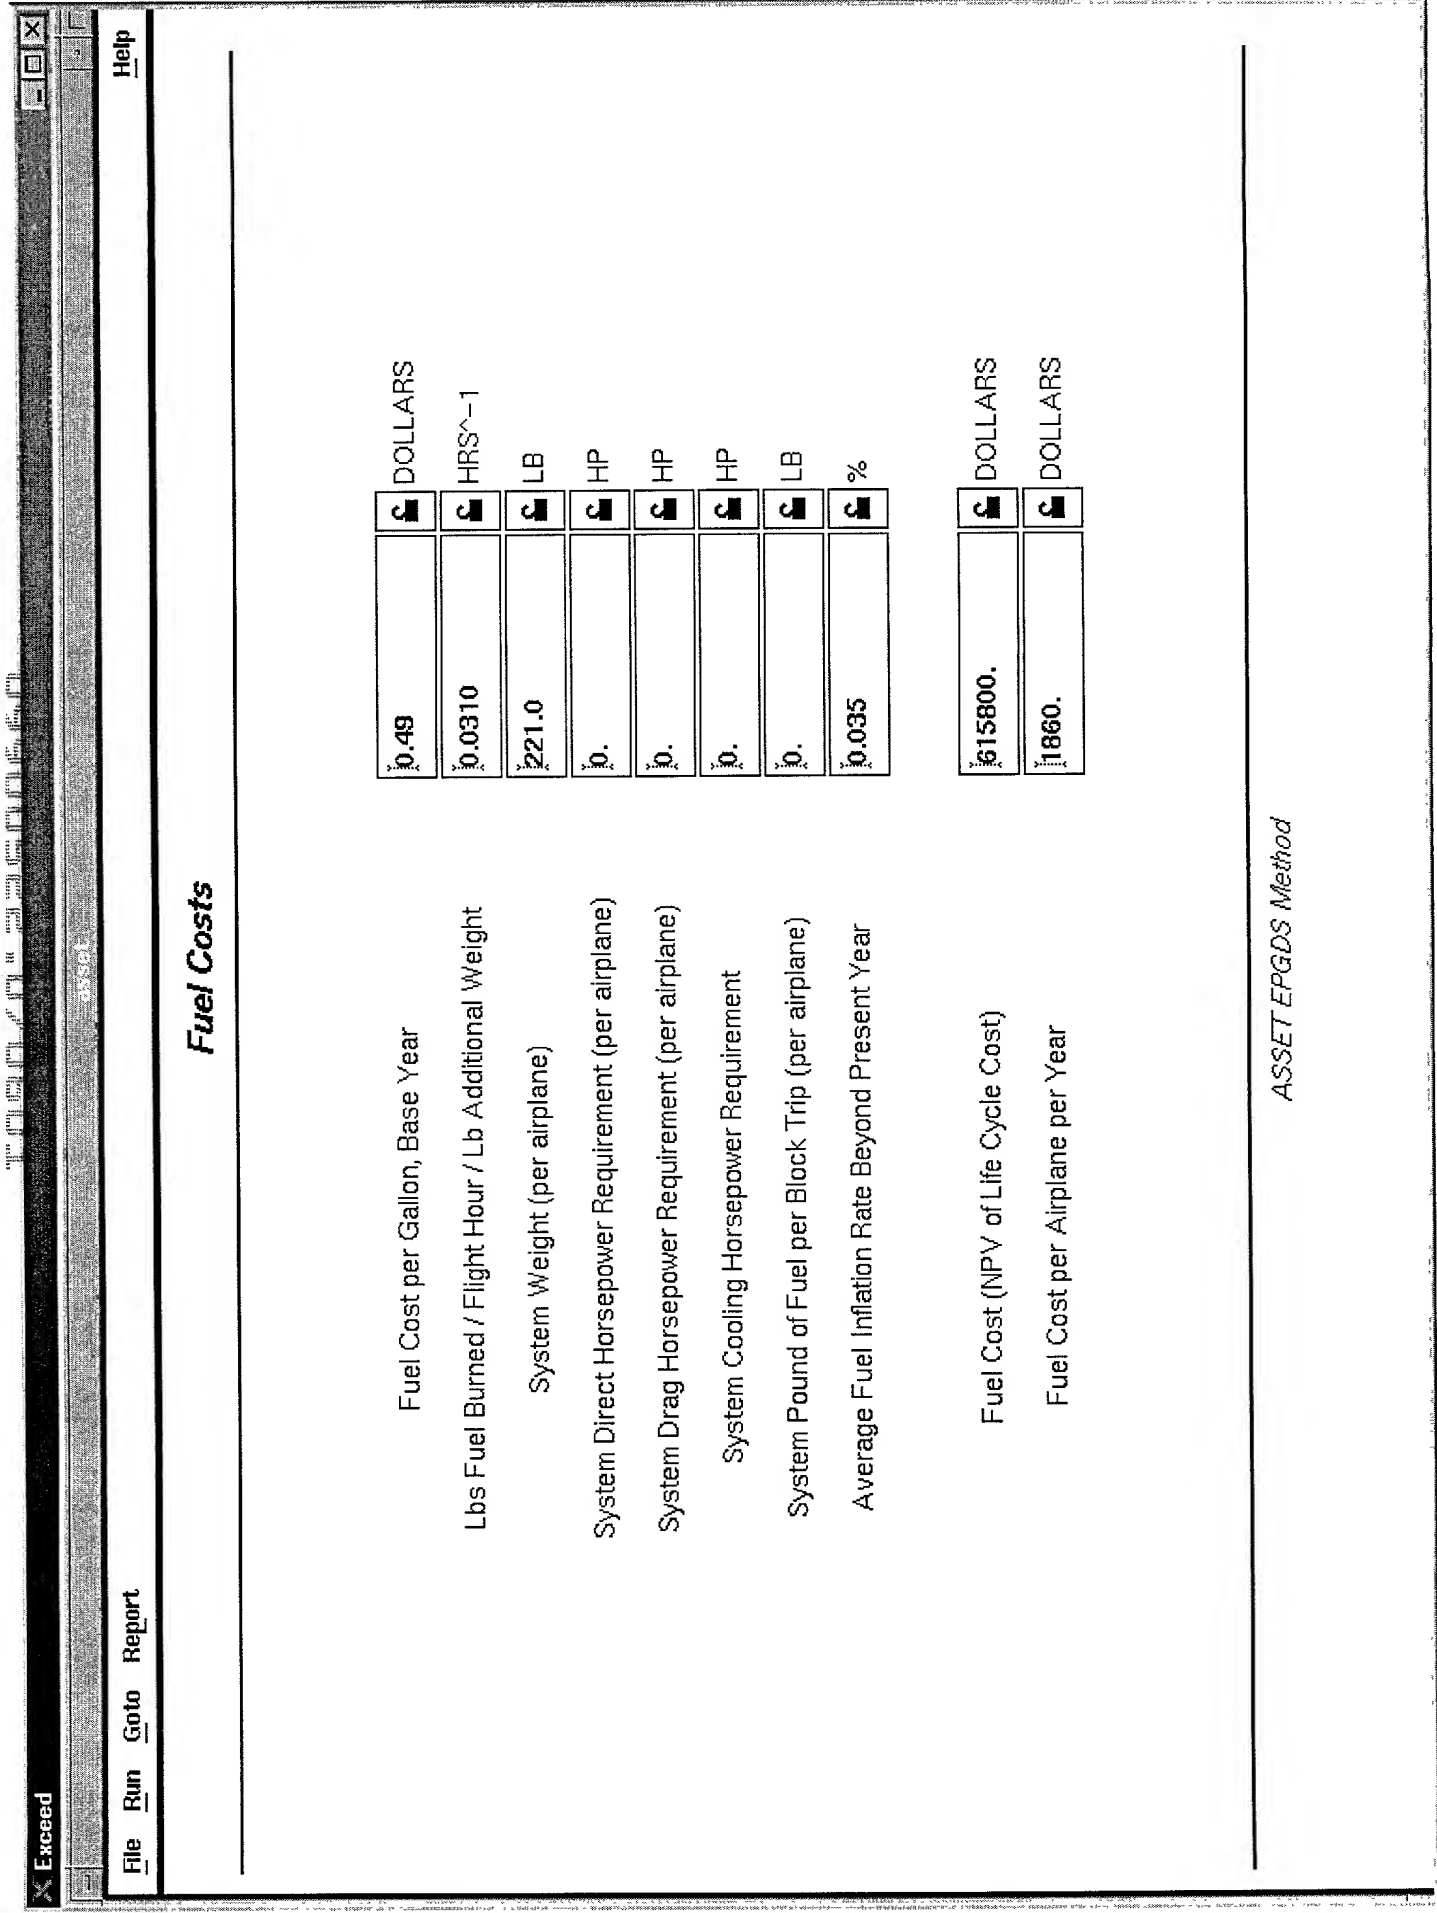 Exceed
asset
File Run Goto Report Help
Fuel Costs
Fuel Cost per Gallon, Base Year 0.49 DOLLARS
Lbs Fuel Burned / Flight Hour / Lb Additional Weight 0.0310 HRS^-1
System Weight (per airplane) 221.0 LB
System Direct Horsepower Requirement (per airplane) 0. HP
System Drag Horsepower Requirement (per airplane) 0. HP
System Cooling Horsepower Requirement 0. HP
System Pound of Fuel per Block Trip (per airplane) 0. LB
Average Fuel Inflation Rate Beyond Present Year 0.035 %
Fuel Cost (NPV of Life Cycle Cost) 615800. DOLLARS
Fuel Cost per Airplane per Year 1860. DOLLARS
ASSET EPGDS Method